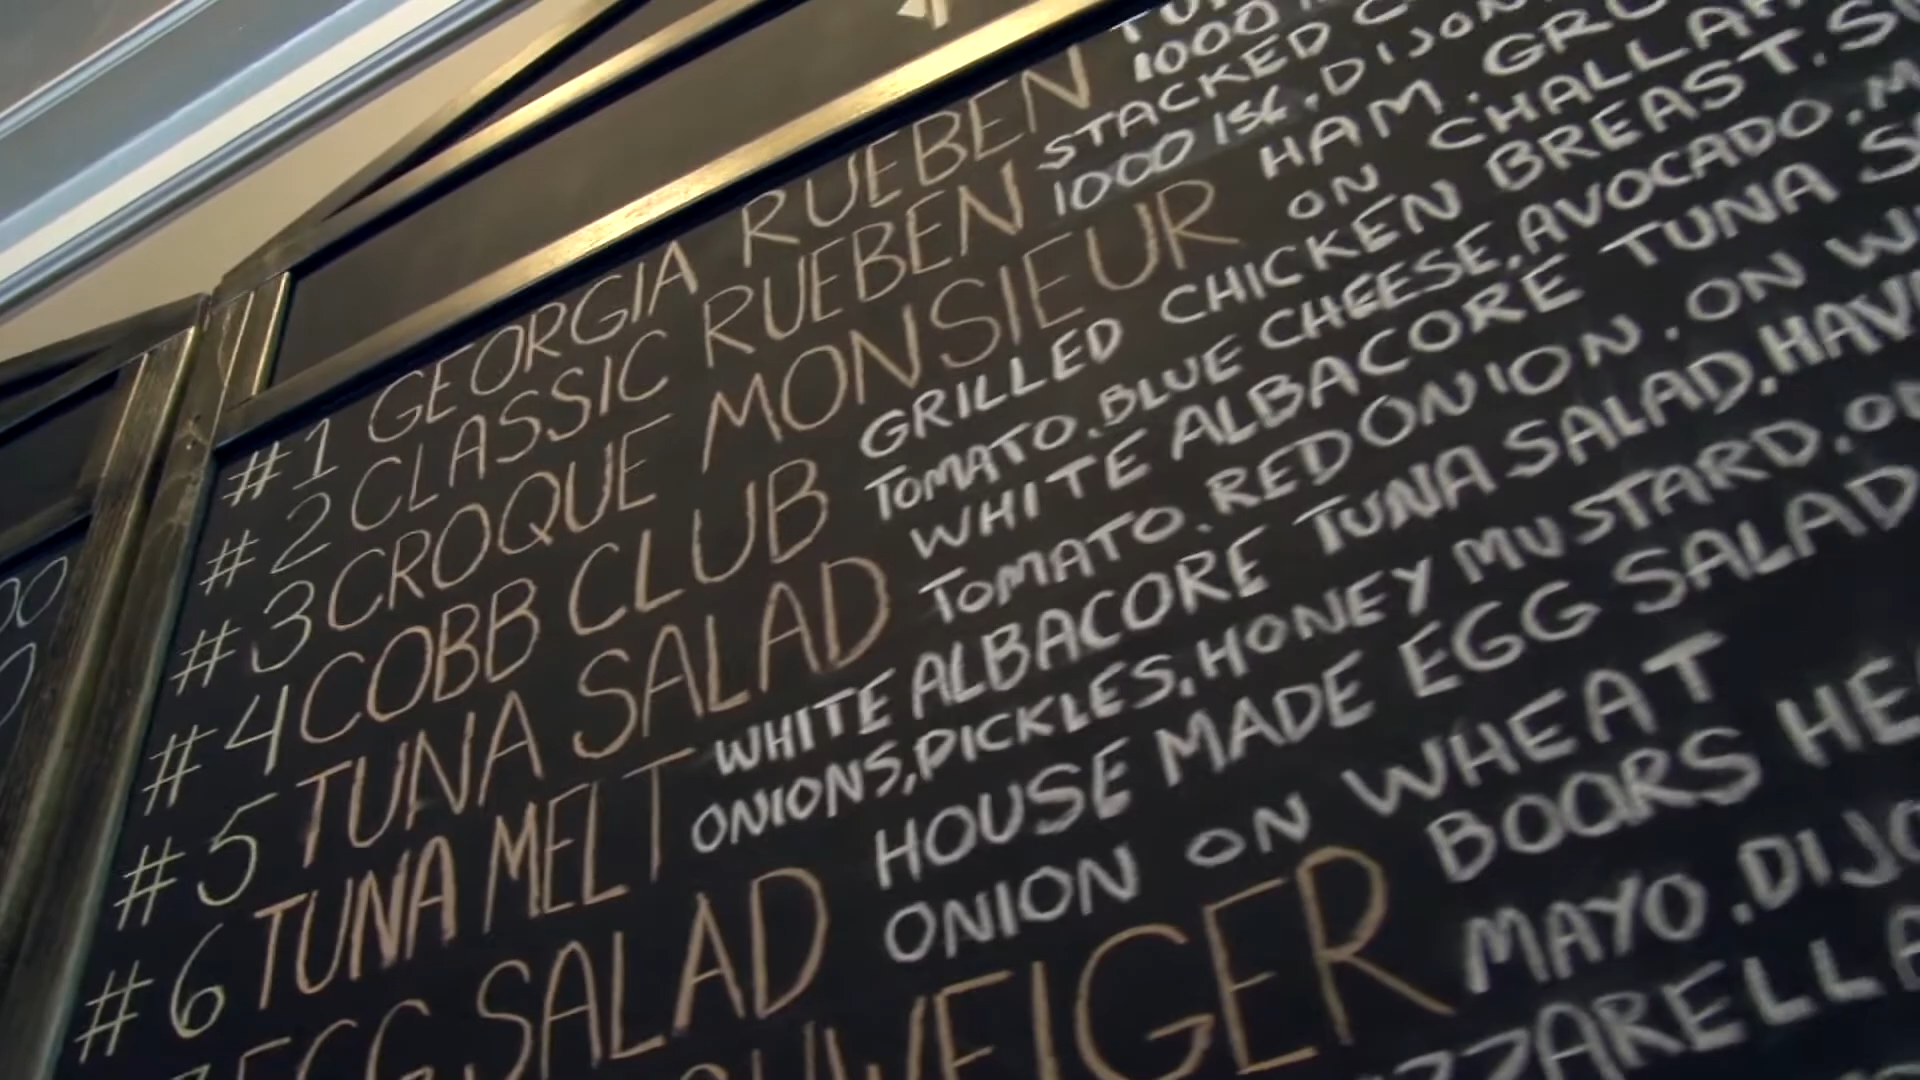 #1 GEORGIA RUEBEN
1000
#2 CLASSIC RUEBEN STACKED
1000 ISL, DIJON
#3 CROQUE MONSIEUR HAM,
ON CHALLAH
#4 COBB CLUB GRILLED CHICKEN BREAST,
TOMATO, BLUE CHEESE, AVOCADO,
#5 TUNA SALAD WHITE ALBACORE TUNA
TOMATO, RED ONION, ON
#6 TUNA MELT WHITE ALBACORE TUNA SALAD,
ONIONS, PICKLES, HONEY MUSTARD,
EGG SALAD HOUSE MADE EGG SALAD
ONION ON WHEAT
BOARS
MAYO,
00